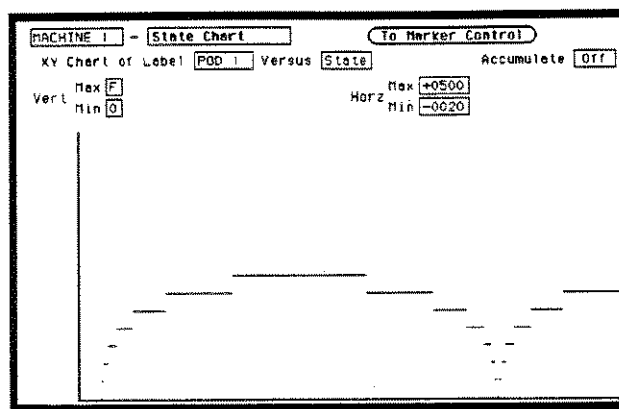 MACHINE 1 - State Chart To Marker Control
XY Chart of Label POD 1 Versus State Accumulate Off
Vert Max F Min 0 Horz Max +0500 Min -0020